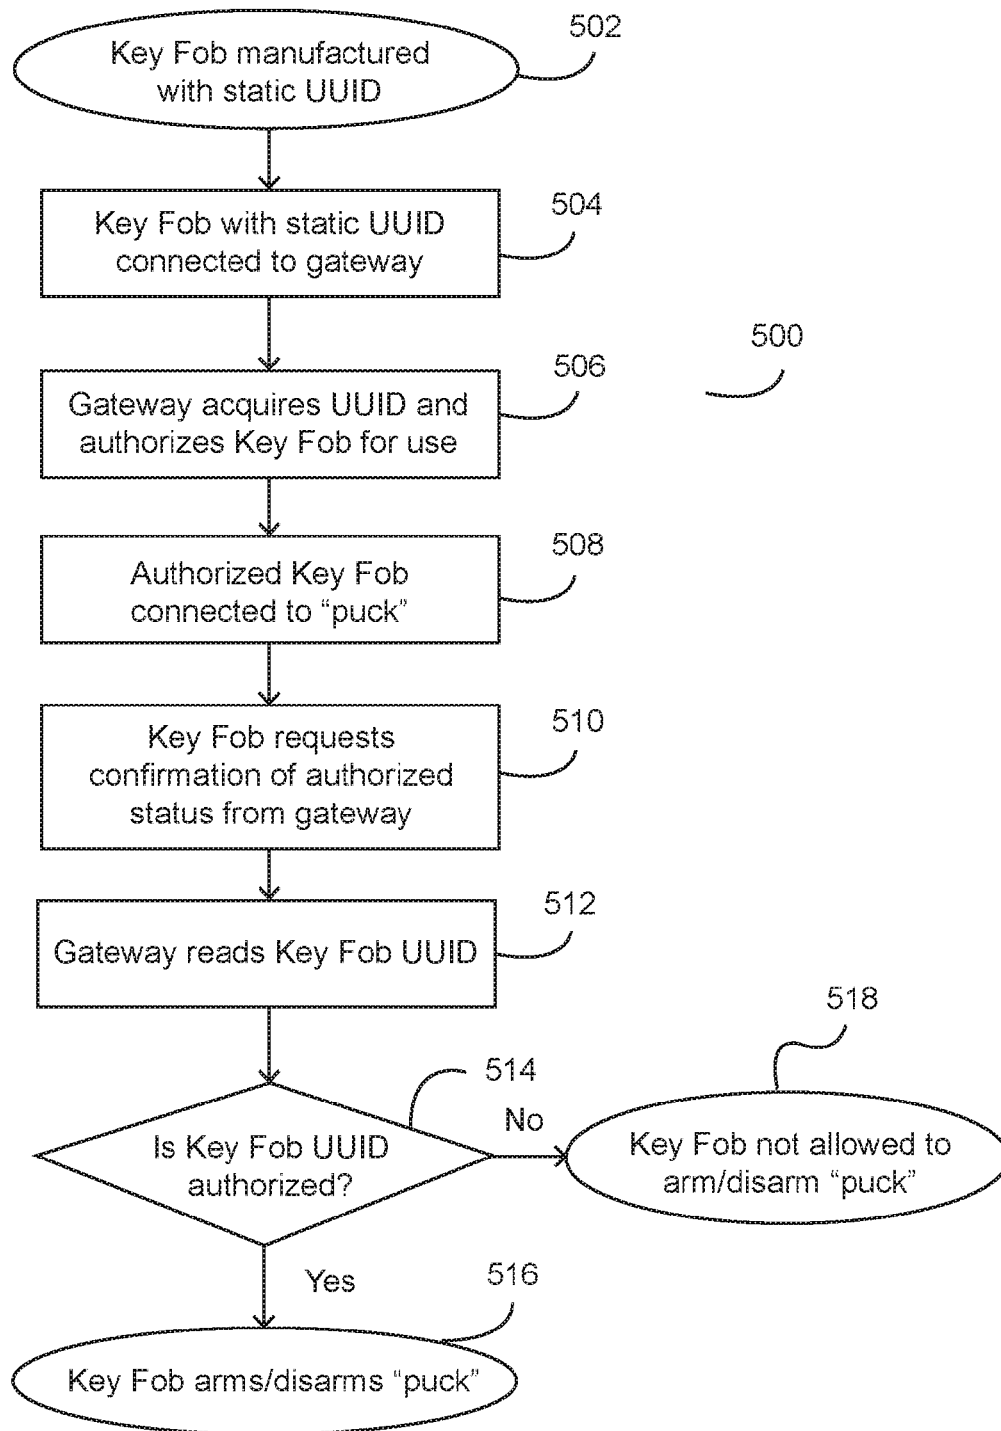 502
Key Fob manufactured
with static UUID
504
Key Fob with static UUID
connected to gateway
500
506
Gateway acquires UUID and
authorizes Key Fob for use
508
Authorized Key Fob
connected to “puck”
510
Key Fob requests
confirmation of authorized
status from gateway
512
Gateway reads Key Fob UUID
518
514
No
Is Key Fob UUID
authorized?
Key Fob not allowed to
arm/disarm “puck”
Yes
516
Key Fob arms/disarms “puck”